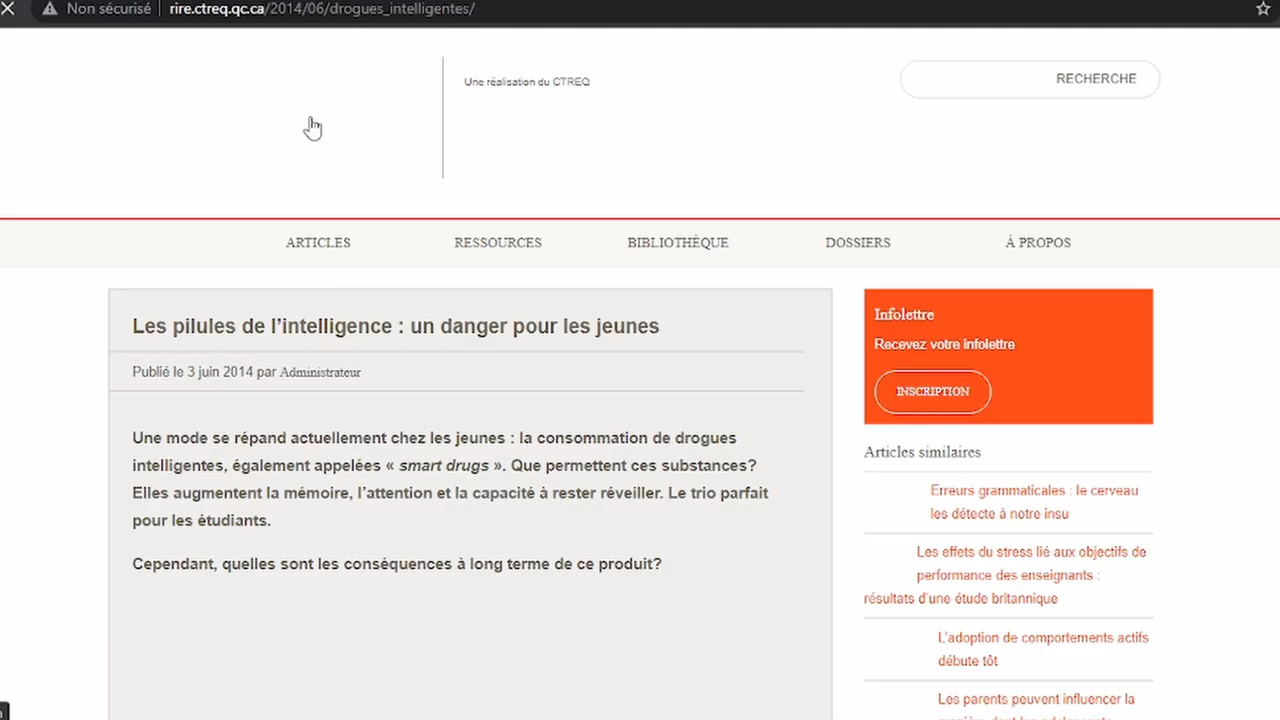 Non sécurisé
rire.ctreq.qc.ca/2014/06/drogues_intelligentes/
Une réalisation du CTREQ
RECHERCHE
ARTICLES
RESSOURCES
BIBLIOTHÈQUE
DOSSIERS
À PROPOS
Les pilules de l'intelligence : un danger pour les jeunes
Publié le 3 juin 2014 par Administrateur
Une mode se répand actuellement chez les jeunes : la consommation de drogues
intelligentes, également appelées « smart drugs ». Que permettent ces substances?
Elles augmentent la mémoire, l'attention et la capacité à rester réveiller. Le trio parfait
pour les étudiants.
Cependant, quelles sont les conséquences à long terme de ce produit?
Infolettre
Recevez votre infolettre
INSCRIPTION
Articles similaires
Erreurs grammaticales : le cerveau
les détecte à notre insu
Les effets du stress lié aux objectifs de
performance des enseignants :
résultats d'une étude britannique
L'adoption de comportements actifs
débute tôt
Les parents peuvent influencer la